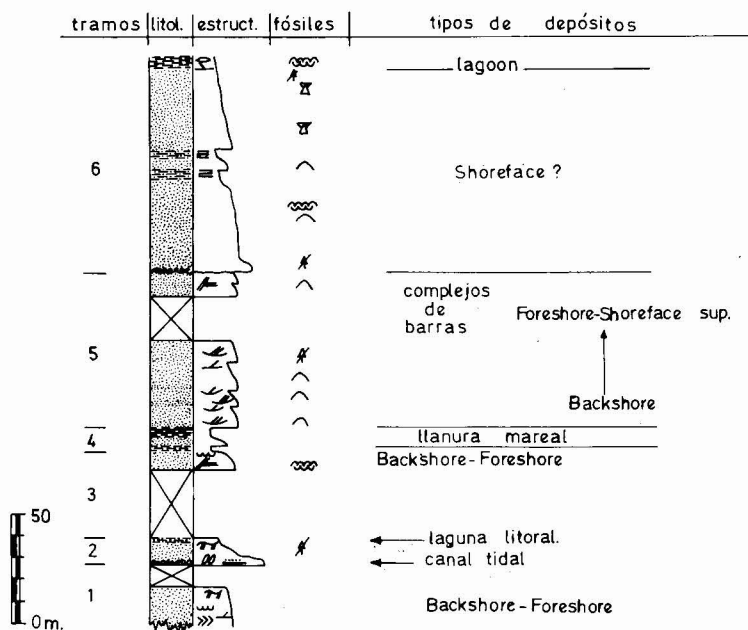 tramos litol. estruct. fósiles tipos de depósitos
lagoon
6
Shoreface ?
complejos
de
barras
Foreshore-Shoreface sup.
5
Backshore
4
llanura mareal
Backshore-Foreshore
3
50
laguna litoral.
2
canal tidal
1
Backshore-Foreshore
0 m.